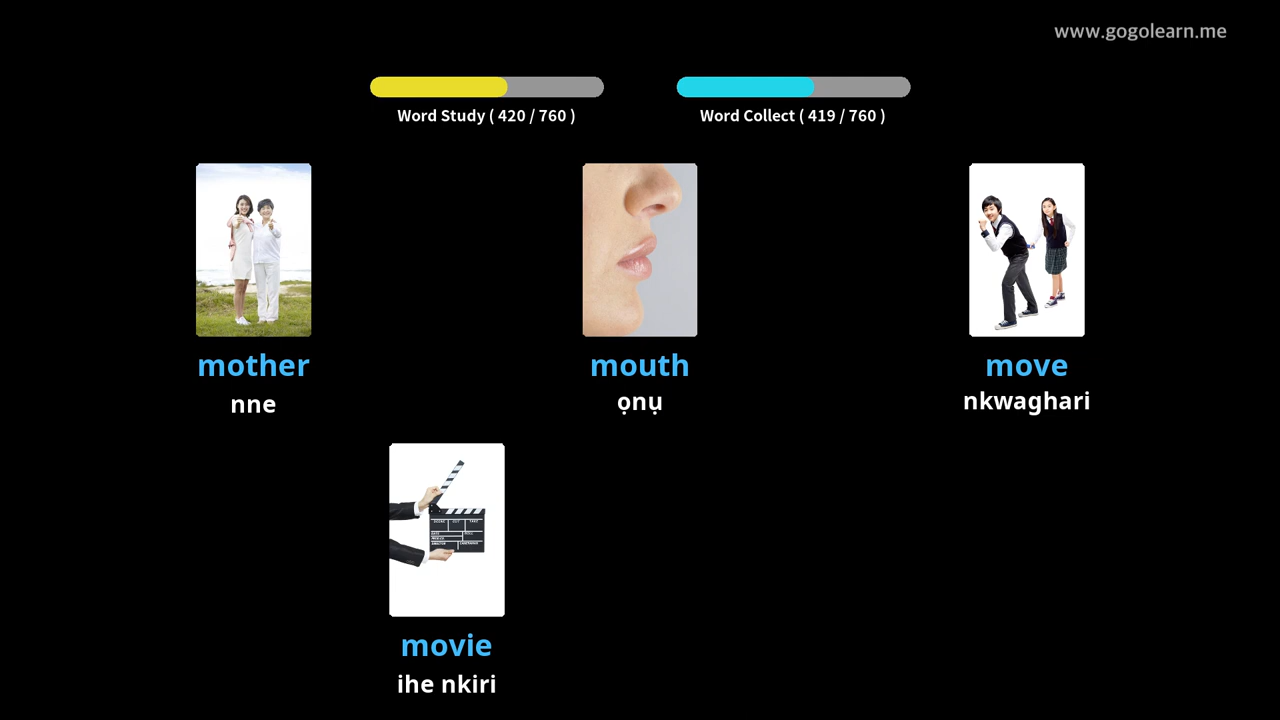 www.gogolearn.me
Word Study ( 420 / 760 )
Word Collect ( 419 / 760 )
mother
nne
mouth
ọnụ
move
nkwaghari
movie
ihe nkiri